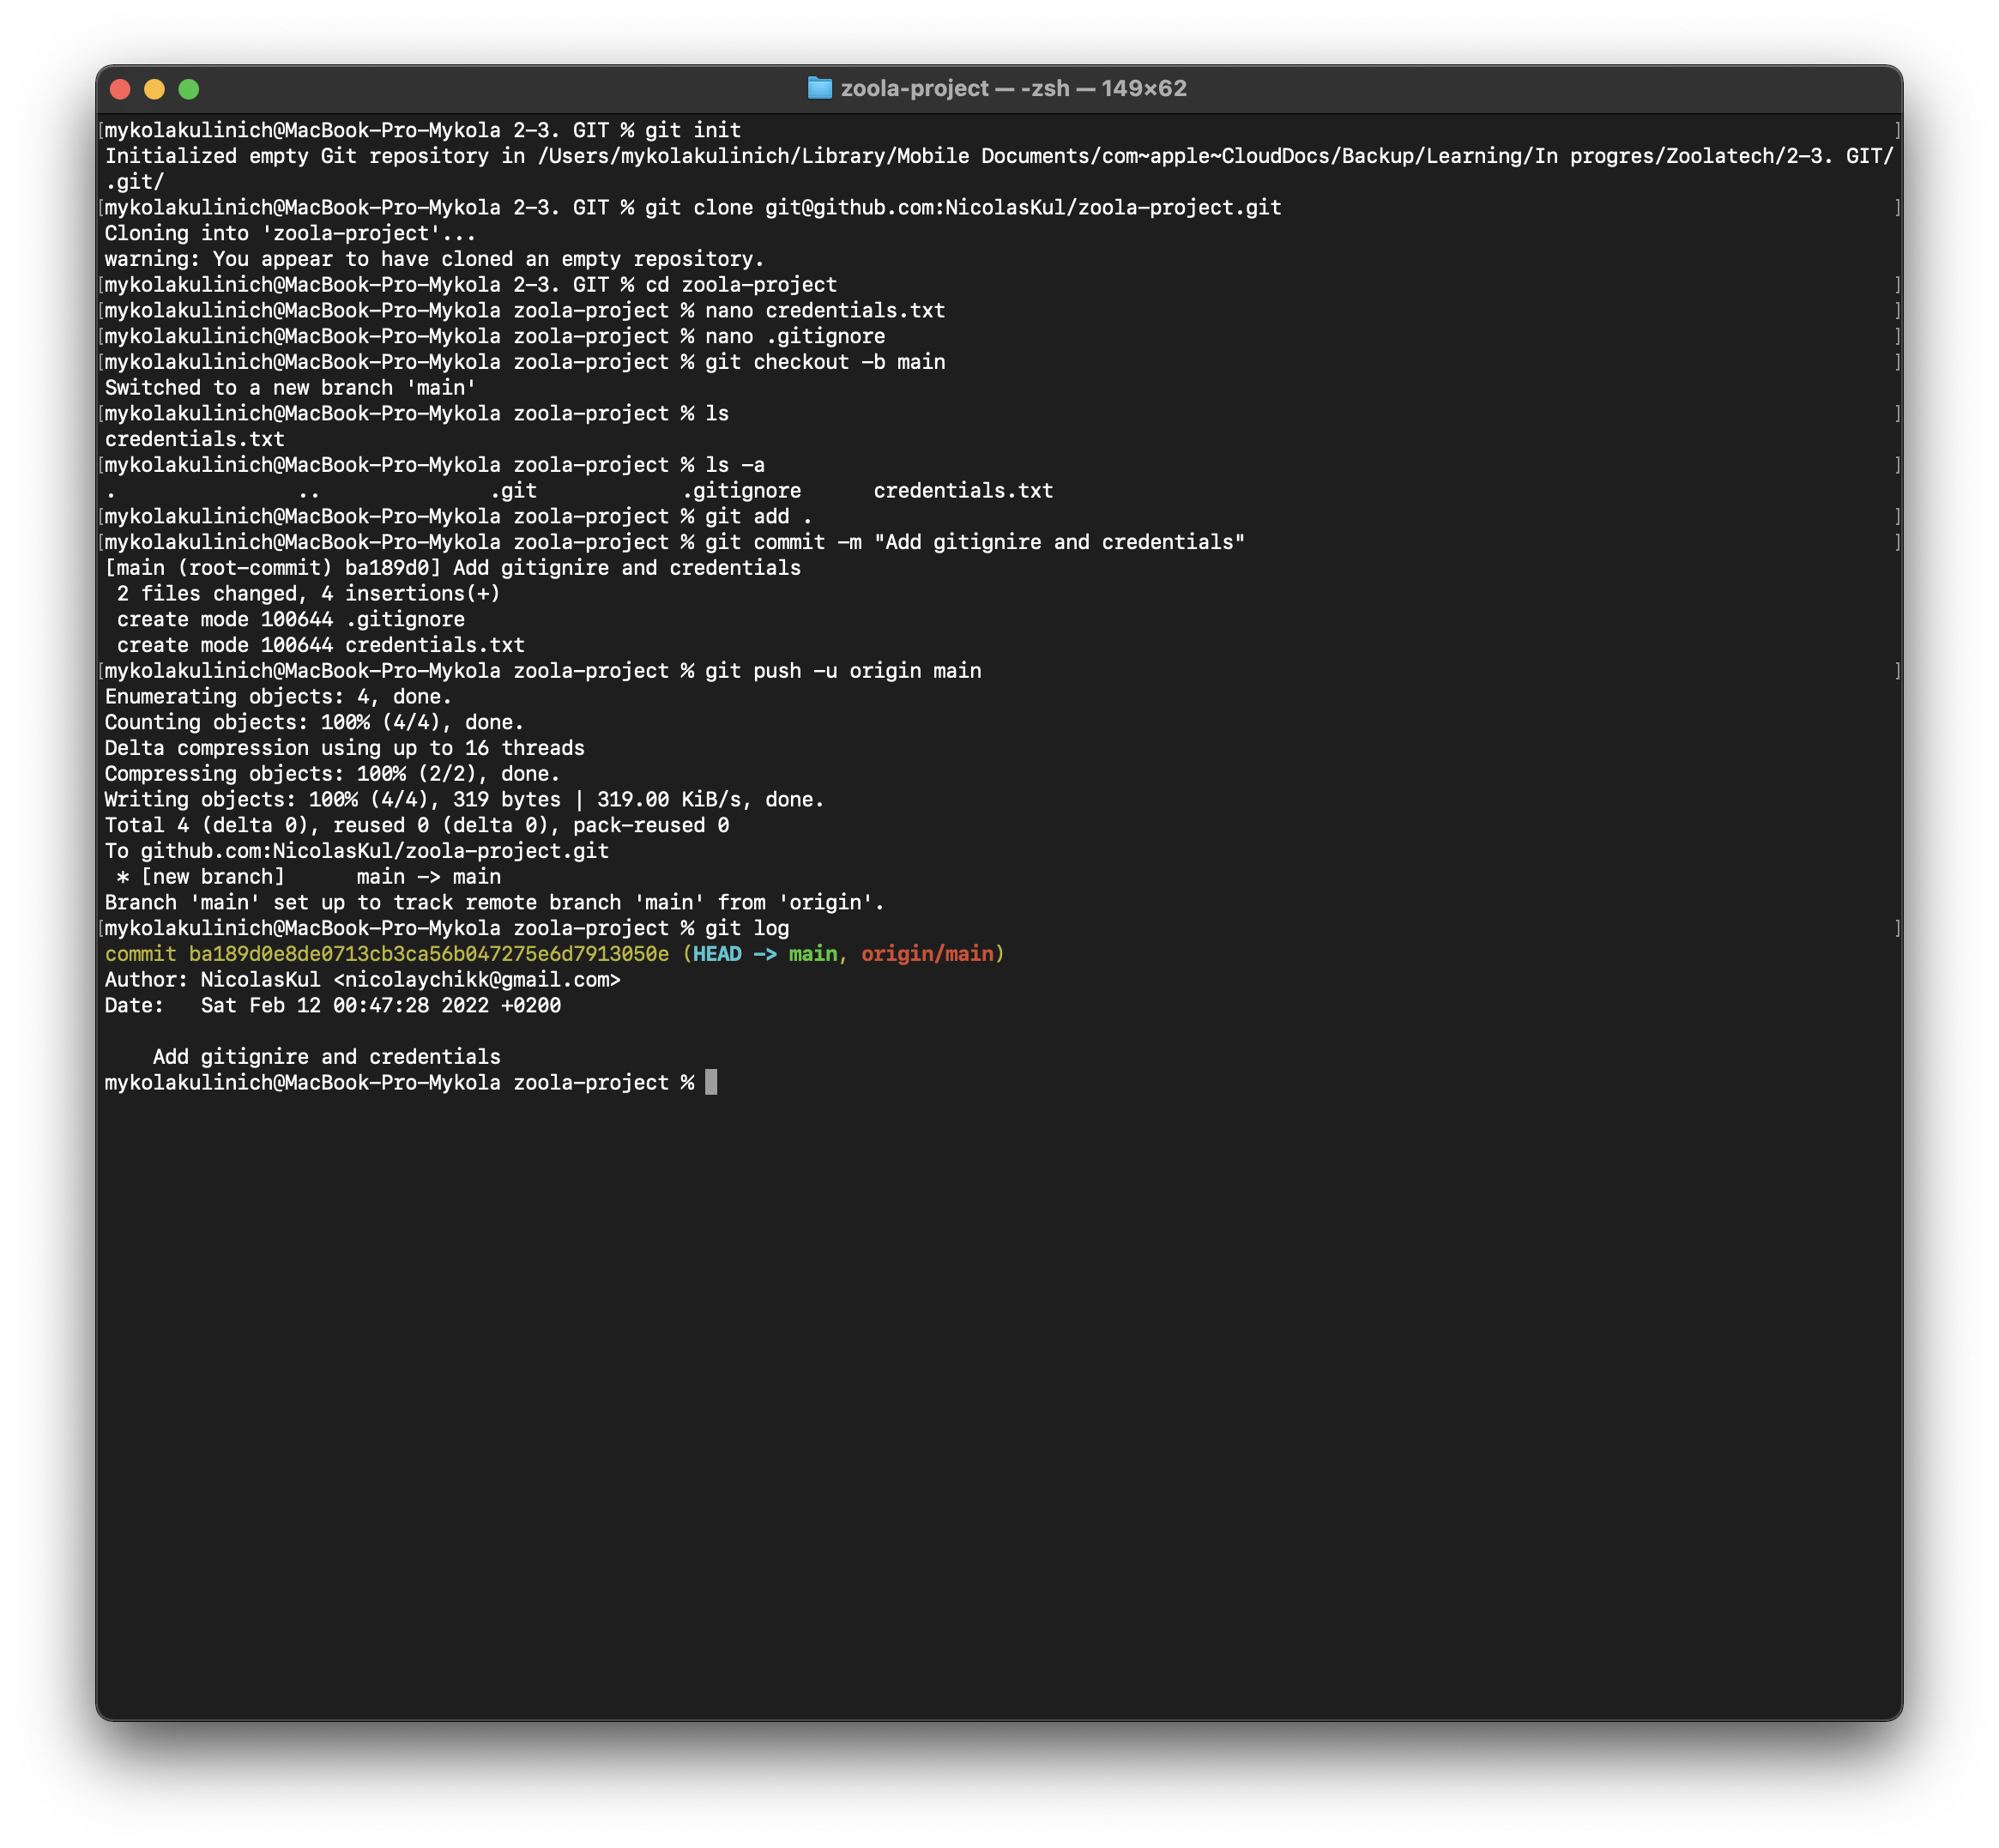 zoola-project — -zsh — 149×62
[mykolakulinich@MacBook-Pro-Mykola 2-3. GIT % git init ]
Initialized empty Git repository in /Users/mykolakulinich/Library/Mobile Documents/com~apple~CloudDocs/Backup/Learning/In progres/Zoolatech/2-3. GIT/
.git/
[mykolakulinich@MacBook-Pro-Mykola 2-3. GIT % git clone git@github.com:NicolasKul/zoola-project.git ]
Cloning into 'zoola-project'...
warning: You appear to have cloned an empty repository.
[mykolakulinich@MacBook-Pro-Mykola 2-3. GIT % cd zoola-project ]
[mykolakulinich@MacBook-Pro-Mykola zoola-project % nano credentials.txt ]
[mykolakulinich@MacBook-Pro-Mykola zoola-project % nano .gitignore ]
[mykolakulinich@MacBook-Pro-Mykola zoola-project % git checkout -b main ]
Switched to a new branch 'main'
[mykolakulinich@MacBook-Pro-Mykola zoola-project % ls ]
credentials.txt
[mykolakulinich@MacBook-Pro-Mykola zoola-project % ls -a ]
. .. .git .gitignore credentials.txt
[mykolakulinich@MacBook-Pro-Mykola zoola-project % git add . ]
[mykolakulinich@MacBook-Pro-Mykola zoola-project % git commit -m "Add gitignire and credentials" ]
[main (root-commit) ba189d0] Add gitignire and credentials
 2 files changed, 4 insertions(+)
 create mode 100644 .gitignore
 create mode 100644 credentials.txt
[mykolakulinich@MacBook-Pro-Mykola zoola-project % git push -u origin main ]
Enumerating objects: 4, done.
Counting objects: 100% (4/4), done.
Delta compression using up to 16 threads
Compressing objects: 100% (2/2), done.
Writing objects: 100% (4/4), 319 bytes | 319.00 KiB/s, done.
Total 4 (delta 0), reused 0 (delta 0), pack-reused 0
To github.com:NicolasKul/zoola-project.git
 * [new branch]      main -> main
Branch 'main' set up to track remote branch 'main' from 'origin'.
[mykolakulinich@MacBook-Pro-Mykola zoola-project % git log ]
commit ba189d0e8de0713cb3ca56b047275e6d7913050e (HEAD -> main, origin/main)
Author: NicolasKul <nicolaychikk@gmail.com>
Date:   Sat Feb 12 00:47:28 2022 +0200
    Add gitignire and credentials
mykolakulinich@MacBook-Pro-Mykola zoola-project %